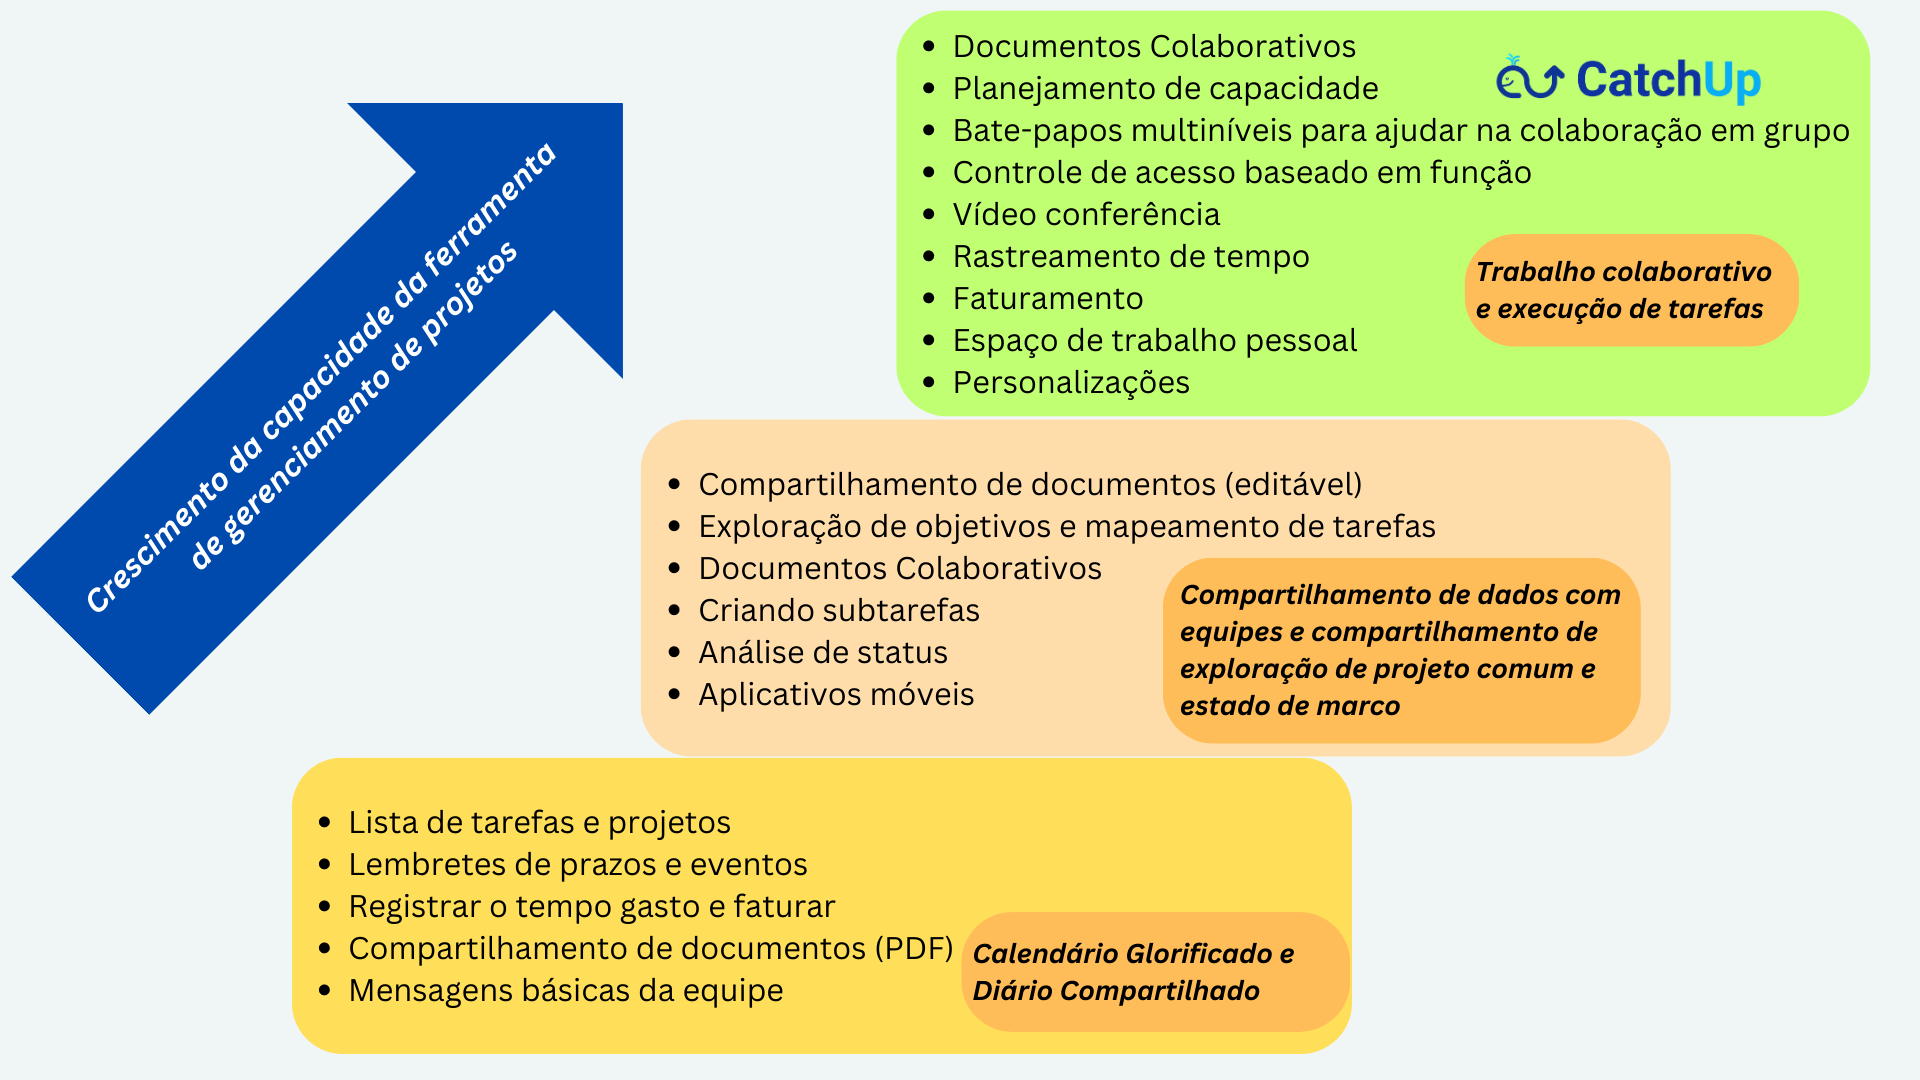 Crescimento da capacidade da ferramenta
de gerenciamento de projetos
CatchUp
Documentos Colaborativos
Planejamento de capacidade
Bate-papos multiníveis para ajudar na colaboração em grupo
Controle de acesso baseado em função
Vídeo conferência
Rastreamento de tempo
Faturamento
Espaço de trabalho pessoal
Personalizações
Trabalho colaborativo
e execução de tarefas
Compartilhamento de documentos (editável)
Exploração de objetivos e mapeamento de tarefas
Documentos Colaborativos
Criando subtarefas
Análise de status
Aplicativos móveis
Compartilhamento de dados com
equipes e compartilhamento de
exploração de projeto comum e
estado de marco
Lista de tarefas e projetos
Lembretes de prazos e eventos
Registrar o tempo gasto e faturar
Compartilhamento de documentos (PDF)
Mensagens básicas da equipe
Calendário Glorificado e
Diário Compartilhado